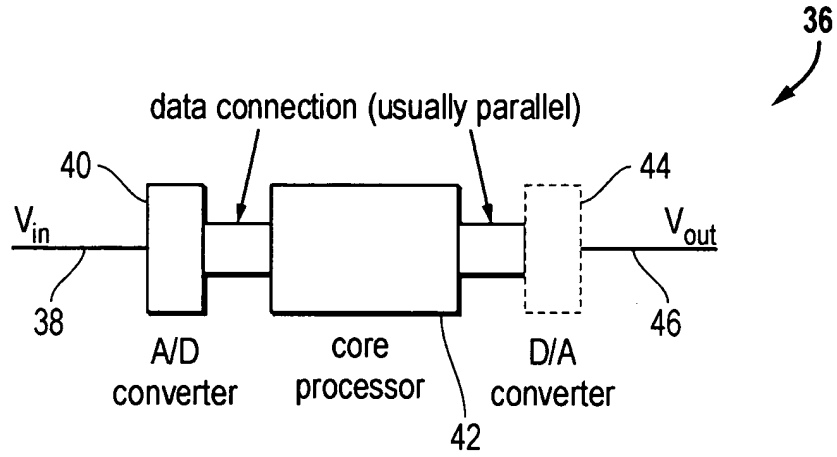 36
data connection (usually parallel)
40
44
V_in
V_out
38
46
A/D
converter
core
processor
D/A
converter
42